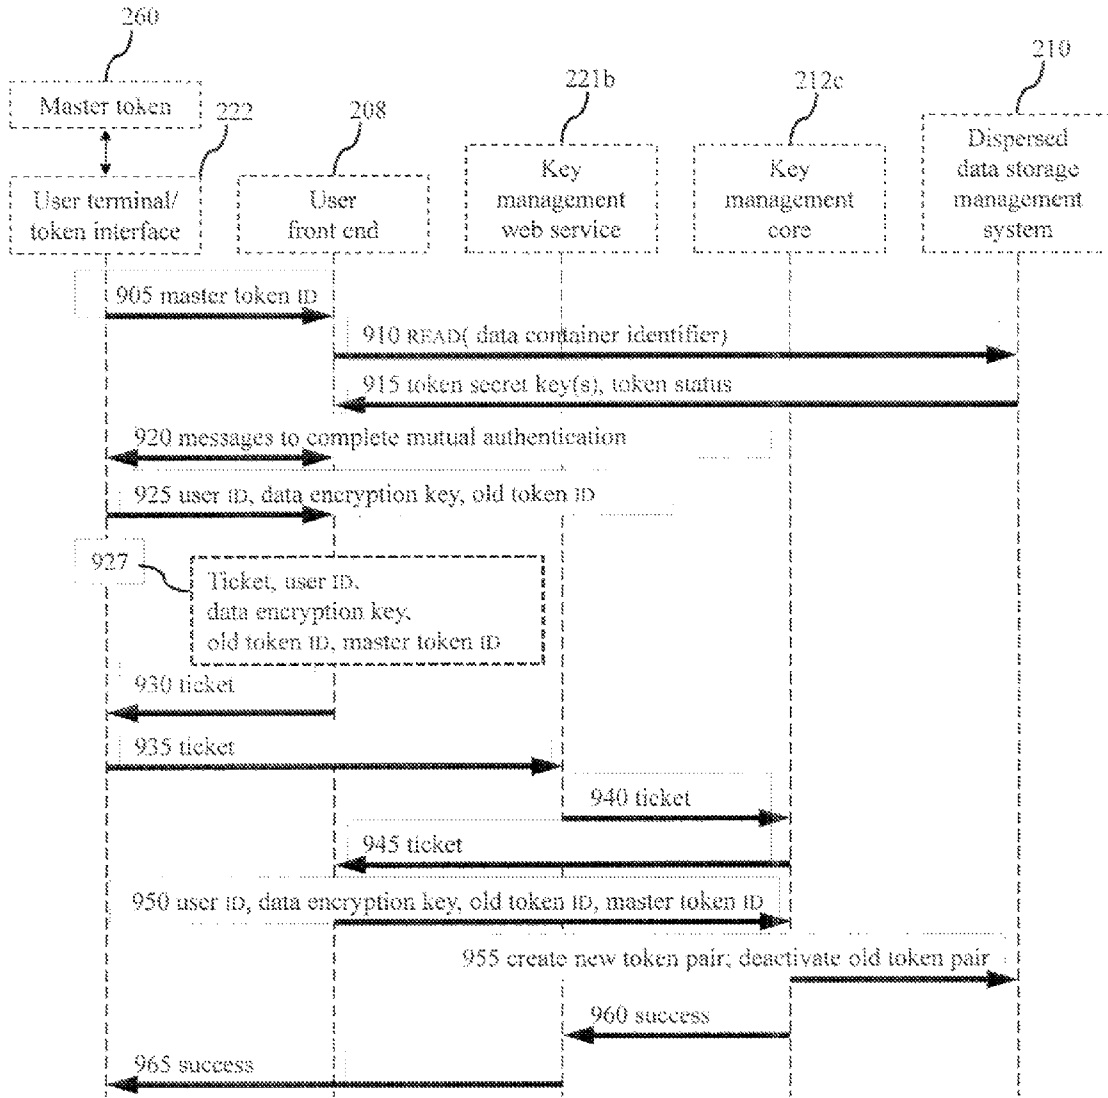 260
221b
212c
210
Master token
222
208
User terminal/
token interface
User
front end
Key
management
web service
Key
management
core
Dispersed
data storage
management
system
905 master token ID
910 READ( data container identifier)
915 token secret key(s), token status
920 messages to complete mutual authentication
925 user ID, data encryption key, old token ID
927
Ticket, user ID,
data encryption key,
old token ID, master token ID
930 ticket
935 ticket
940 ticket
945 ticket
950 user ID, data encryption key, old token ID, master token ID
955 create new token pair; deactivate old token pair
960 success
965 success